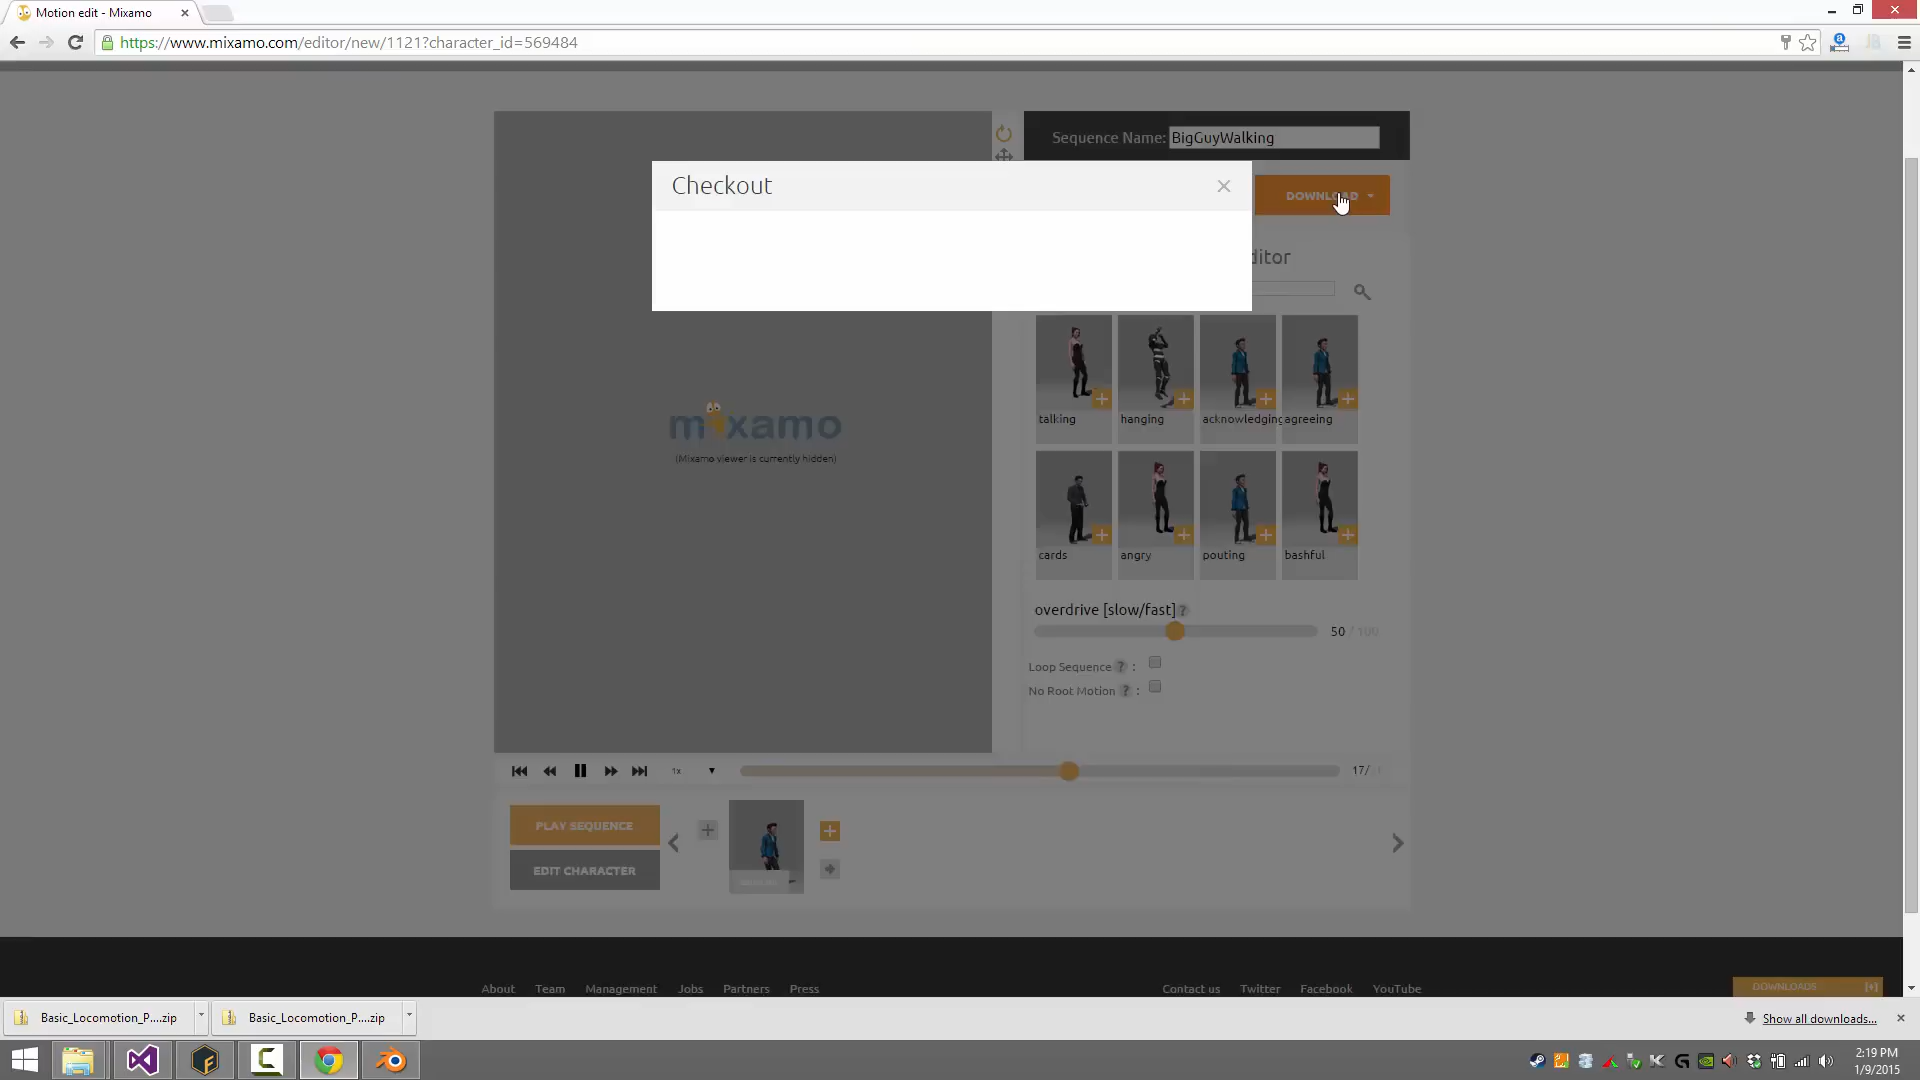 Motion edit - Mixamo
https://www.mixamo.com/editor/new/1121?character_id=569484
Sequence Name: BigGuyWalking
Checkout
DOWNLOAD
ditor
mixamo
(Mixamo viewer is currently hidden)
talking
hanging
acknowledging
agreeing
cards
angry
pouting
bashful
overdrive [slow/fast] ?
50 / 100
Loop Sequence ? :
No Root Motion ? :
1x
17/
PLAY SEQUENCE
EDIT CHARACTER
About Team Management Jobs Partners Press
Contact us Twitter Facebook YouTube
DOWNLOADS [+]
Basic_Locomotion_P....zip
Basic_Locomotion_P....zip
Show all downloads...
2:19 PM
1/9/2015